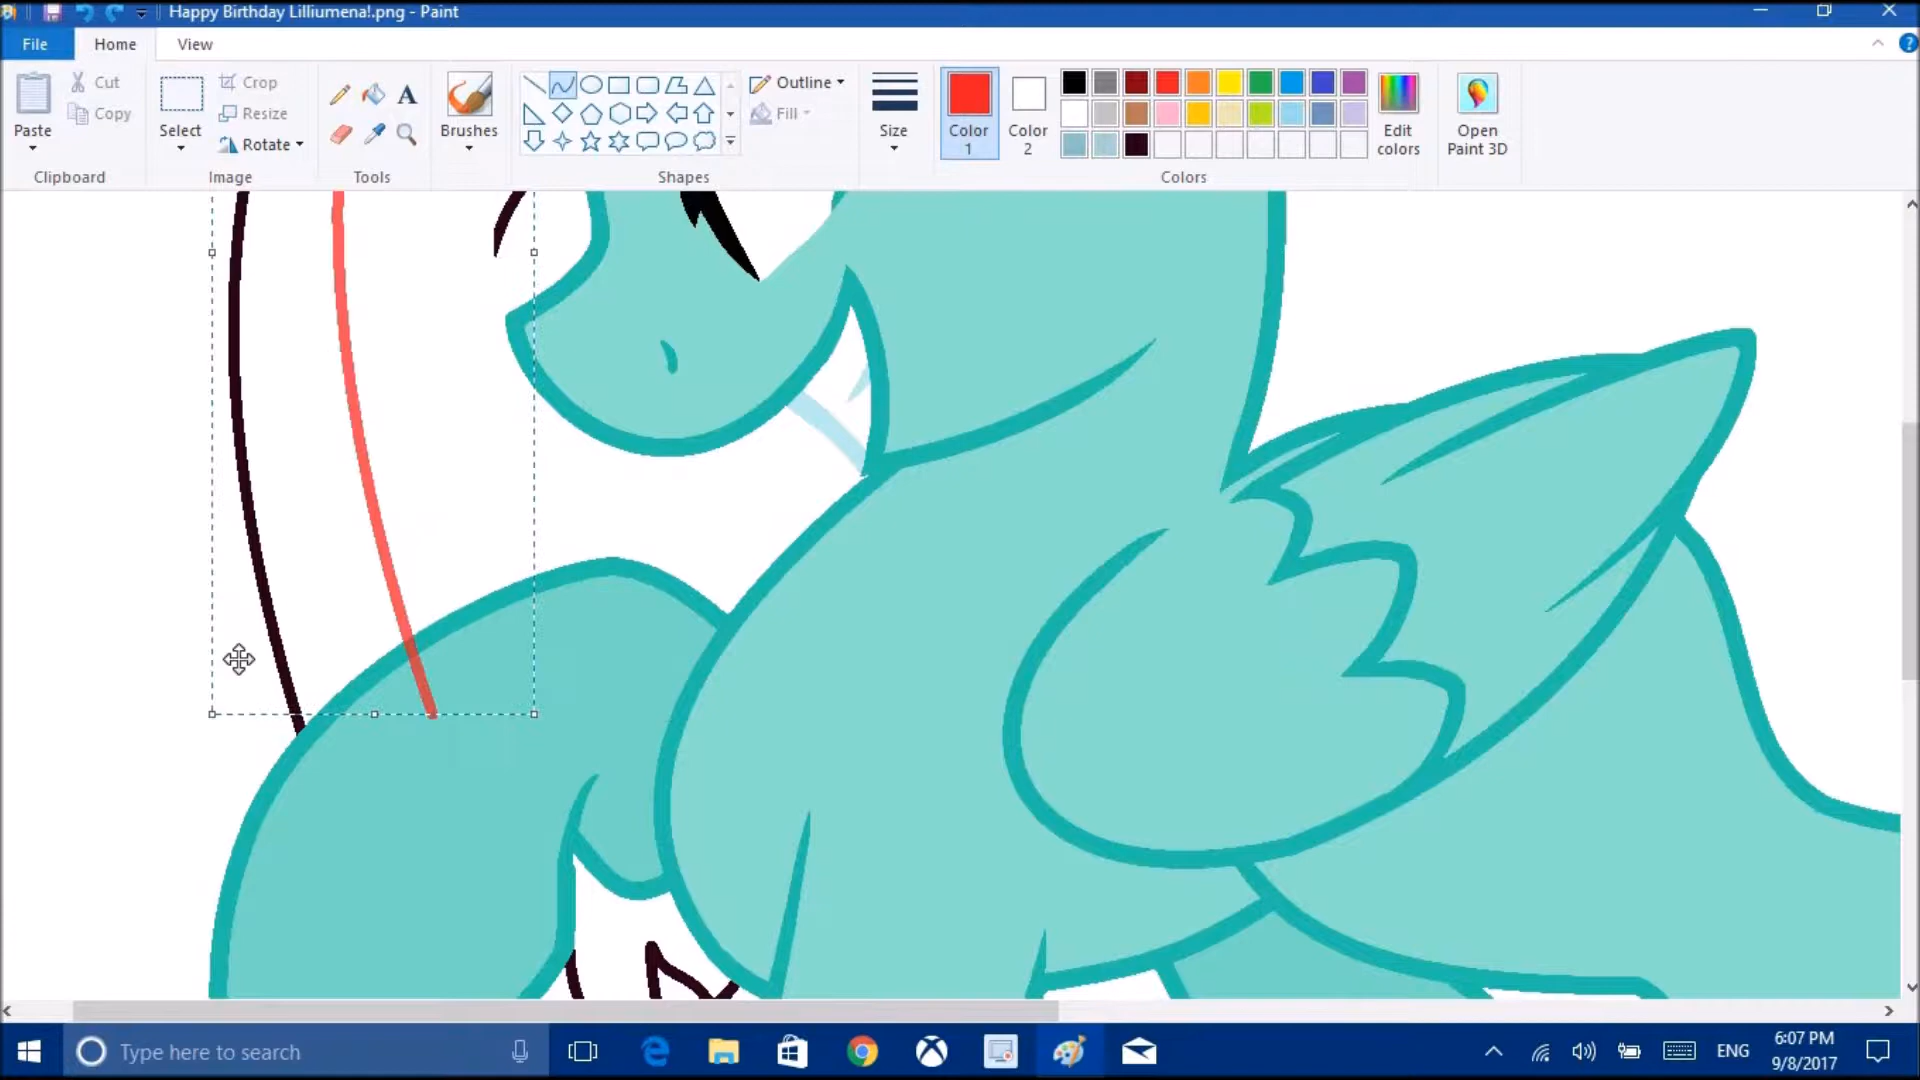 Happy Birthday Lilliumena!.png - Paint
File Home View
Paste
Cut
Copy
Clipboard
Select
Crop
Resize
Rotate
Image
A
Tools
Brushes
Outline
Fill
Shapes
Size
Color
1
Color
2
Edit
colors
Open
Paint 3D
Colors
?
Type here to search
ENG
6:07 PM
9/8/2017